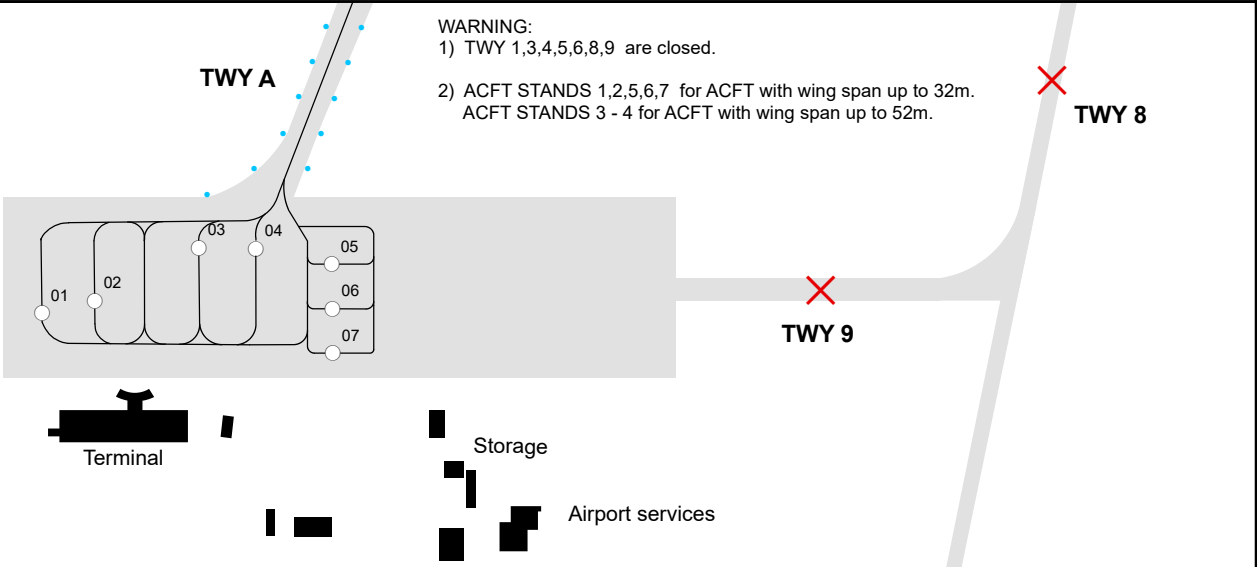 WARNING:
1) TWY 1,3,4,5,6,8,9 are closed.
2) ACFT STANDS 1,2,5,6,7 for ACFT with wing span up to 32m.
ACFT STANDS 3 - 4 for ACFT with wing span up to 52m.
TWY A
TWY 8
03
04
05
01
02
06
07
TWY 9
Terminal
Storage
Airport services